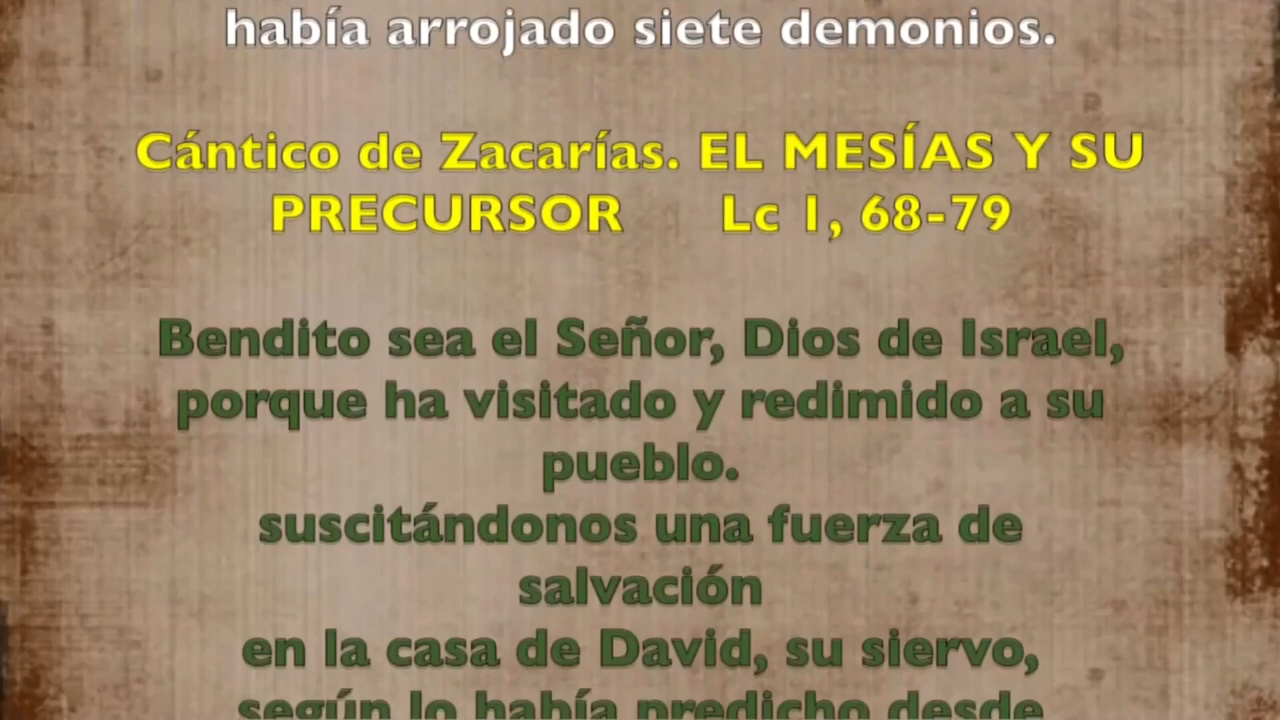 había arrojado siete demonios.
Cántico de Zacarías. EL MESÍAS Y SU
PRECURSOR Lc 1, 68-79
Bendito sea el Señor, Dios de Israel,
porque ha visitado y redimido a su
pueblo.
suscitándonos una fuerza de
salvación
en la casa de David, su siervo,
según lo había predicho desde